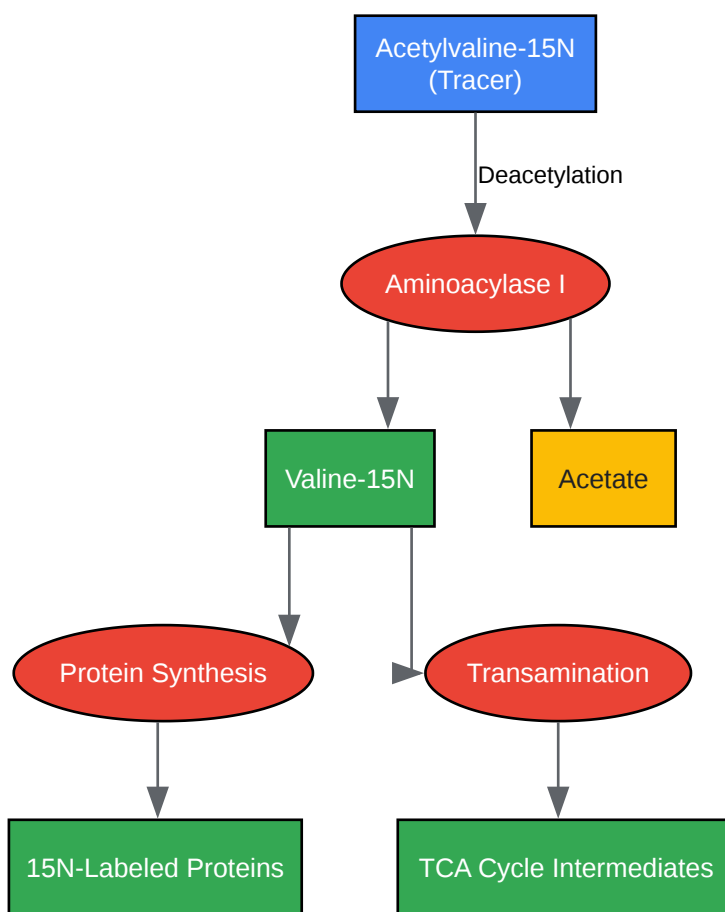 Acetylvaline-15N
(Tracer)
Deacetylation
Aminoacylase I
Valine-15N
Acetate
Protein Synthesis
Transamination
15N-Labeled Proteins
TCA Cycle Intermediates